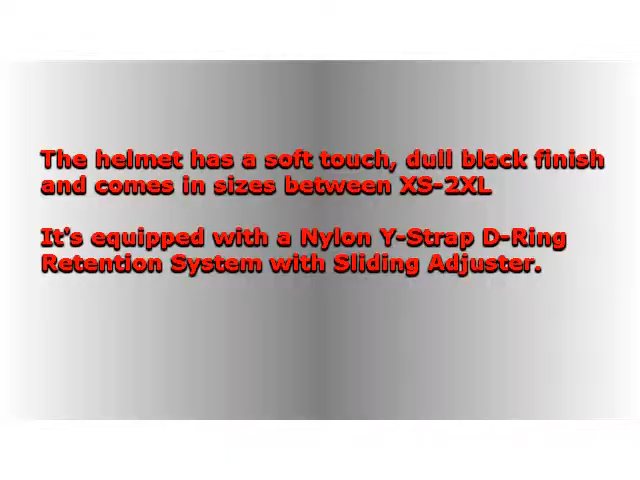 The helmet has a soft touch, dull black finish
and comes in sizes between XS-2XL
It's equipped with a Nylon Y-Strap D-Ring
Retention System with Sliding Adjuster.